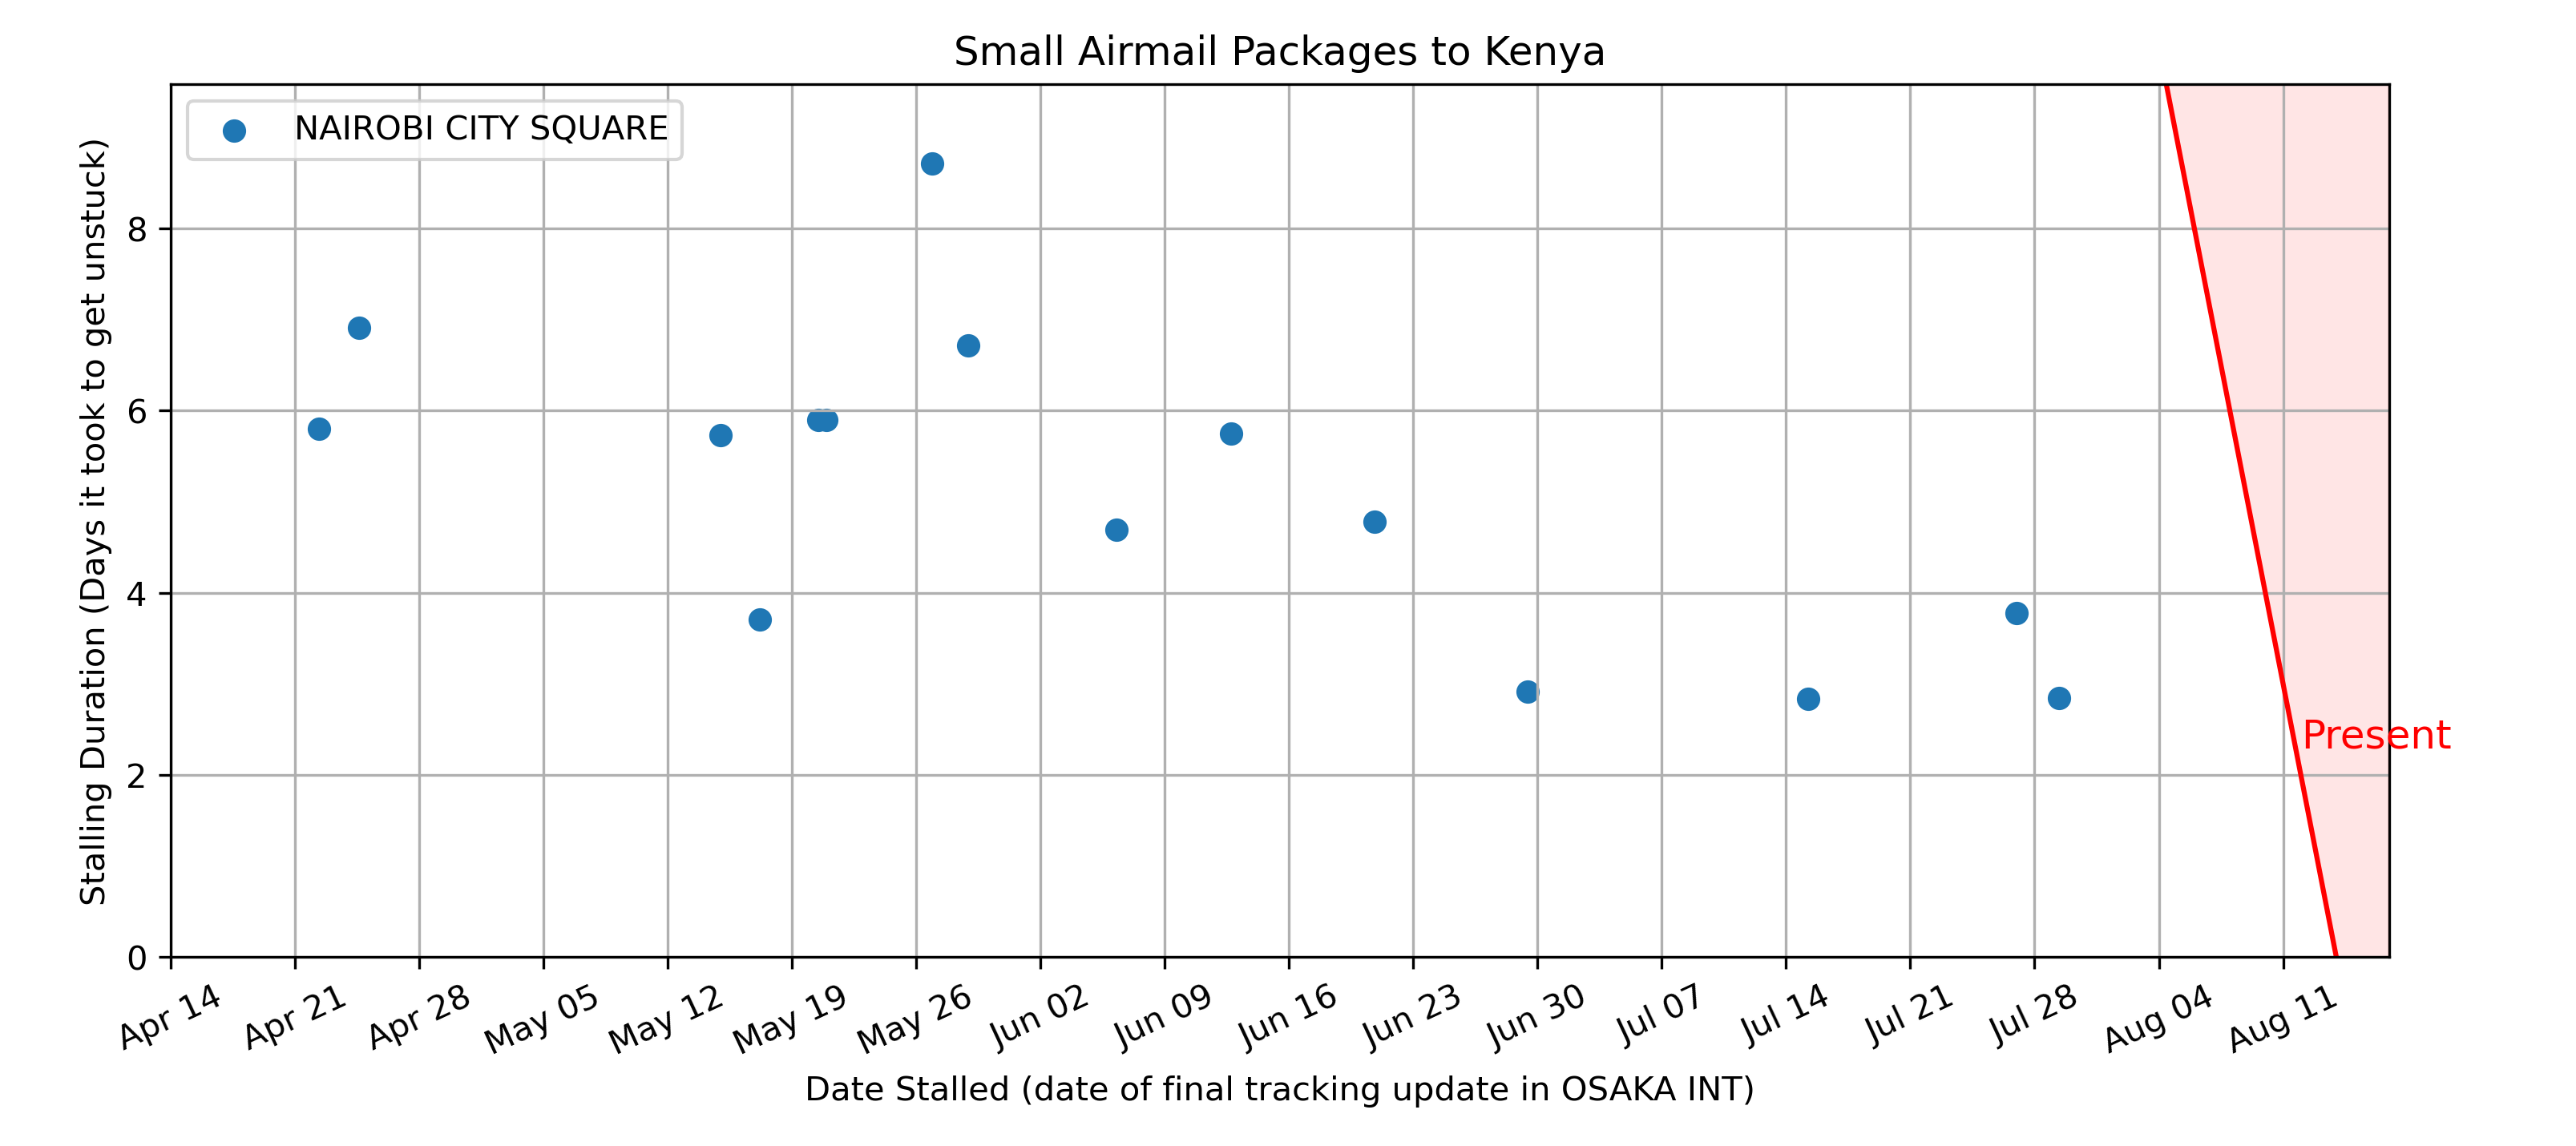 Small Airmail Packages to Kenya
NAIROBI CITY SQUARE
Stalling Duration (Days it took to get unstuck)
8
6
4
2
0
Present
Apr 14 Apr 21 Apr 28 May 05 May 12 May 19 May 26 Jun 02 Jun 09 Jun 16 Jun 23 Jun 30 Jul 07 Jul 14 Jul 21 Jul 28 Aug 04 Aug 11
Date Stalled (date of final tracking update in OSAKA INT)